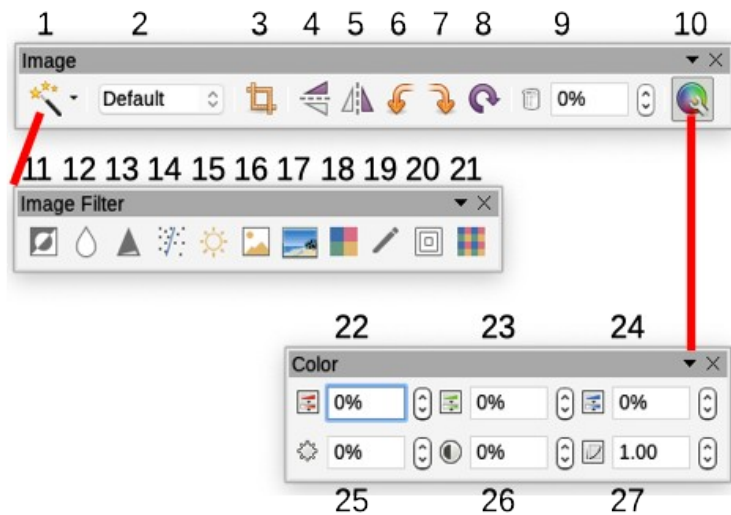 1 2 3 4 5 6 7 8 9 10
Image
Default 0%
11 12 13 14 15 16 17 18 19 20 21
Image Filter
22 23 24
Color
0% 0% 0%
0% 0% 1.00
25 26 27